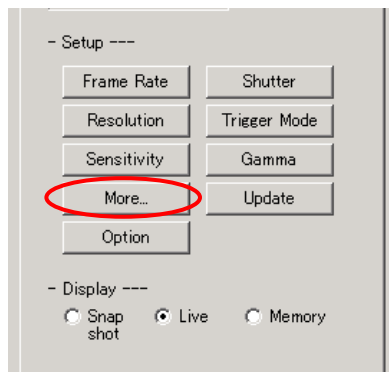 - Setup ---
Frame Rate Shutter
Resolution Trigger Mode
Sensitivity Gamma
More... Update
Option
- Display ---
Snap shot Live Memory